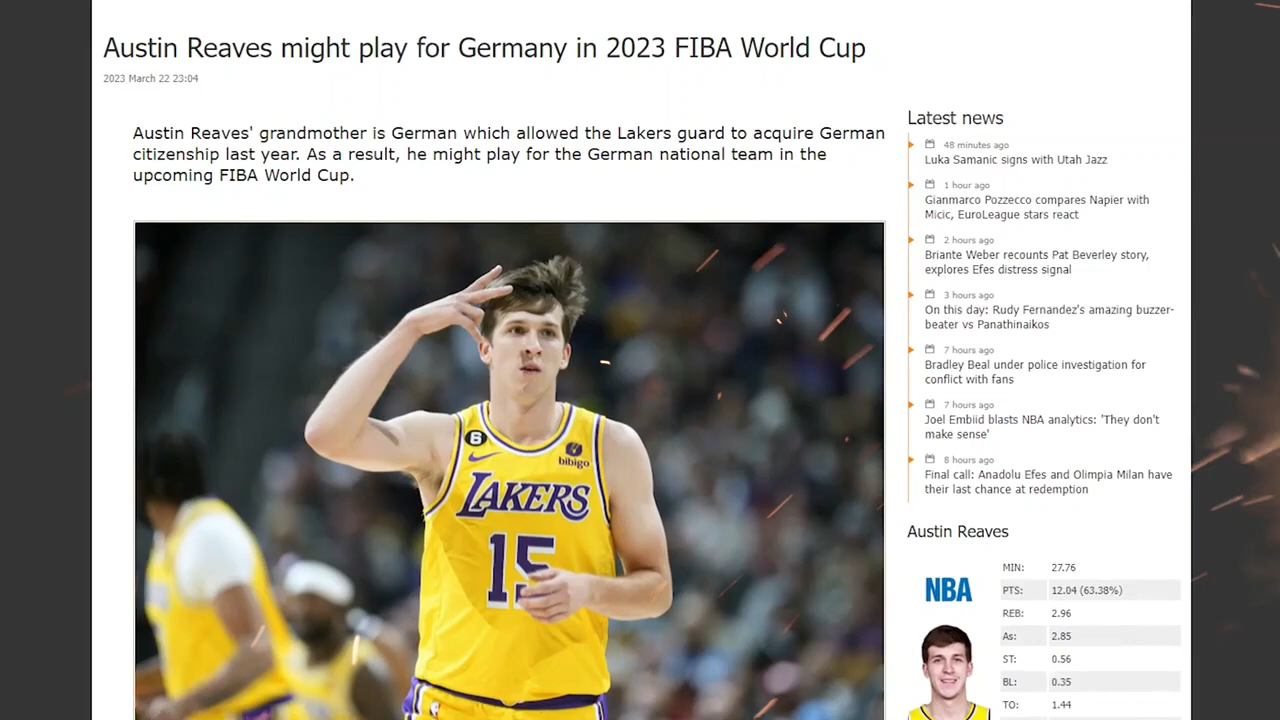 Austin Reaves might play for Germany in 2023 FIBA World Cup
2023 March 22 23:04
Austin Reaves' grandmother is German which allowed the Lakers guard to acquire German
citizenship last year. As a result, he might play for the German national team in the
upcoming FIBA World Cup.
6
bibigo
LAKERS
15
Latest news
48 minutes ago
Luka Samanic signs with Utah Jazz
1 hour ago
Gianmarco Pozzecco compares Napier with
Micic, EuroLeague stars react
2 hours ago
Briante Weber recounts Pat Beverley story,
explores Efes distress signal
3 hours ago
On this day: Rudy Fernandez's amazing buzzer-
beater vs Panathinaikos
7 hours ago
Bradley Beal under police investigation for
conflict with fans
7 hours ago
Joel Embiid blasts NBA analytics: 'They don't
make sense'
8 hours ago
Final call: Anadolu Efes and Olimpia Milan have
their last chance at redemption
Austin Reaves
NBA
MIN: 27.76
PTS: 12.04 (63.38%)
REB: 2.96
As: 2.85
ST: 0.56
BL: 0.35
TO: 1.44